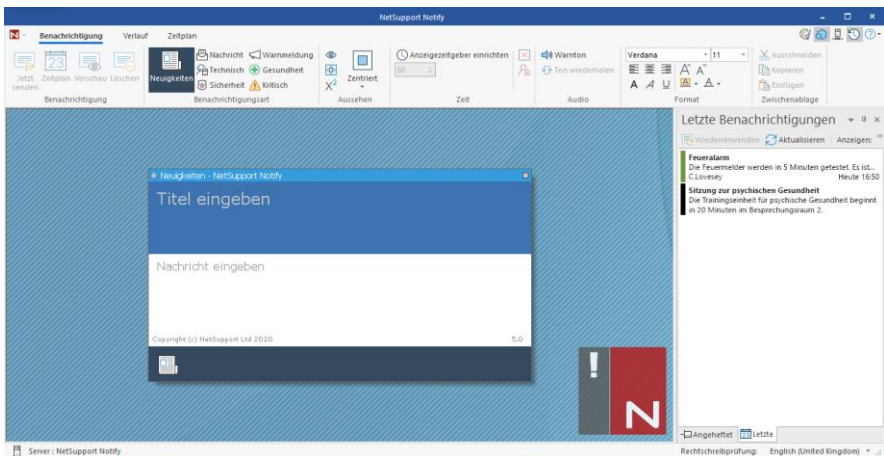 NetSupport Notify
Benachrichtigung Verlauf Zeitplan
Jetzt senden
Zeitplan
Vorschau
Löschen
Benachrichtigung
Neuigkeiten
Nachricht
Warnmeldung
Technisch
Gesundheit
Sicherheit
Kritisch
Benachrichtigungsart
X²
Zentriert
Aussehen
Anzeigezeitgeber einrichten
60
Zeit
Warnton
Ton wiederholen
Audio
Verdana
11
A A
A A U
A
Format
Ausschneiden
Kopieren
Einfügen
Zwischenablage
Neuigkeiten - NetSupport Notify
Titel eingeben
Nachricht eingeben
Copyright (c) NetSupport Ltd 2020
5.0
!
N
Letzte Benachrichtigungen
Wiederverwenden Aktualisieren Anzeigen:
Feueralarm
Die Feuermelder werden in 5 Minuten getestet. Es ist...
C.Lovesey Heute 16:50
Sitzung zur psychischen Gesundheit
Die Trainingseinheit für psychische Gesundheit beginnt
in 20 Minuten im Besprechungsraum 2.
Angeheftet
Letzte
Server : NetSupport Notify
Rechtschreibprüfung: English (United Kingdom)